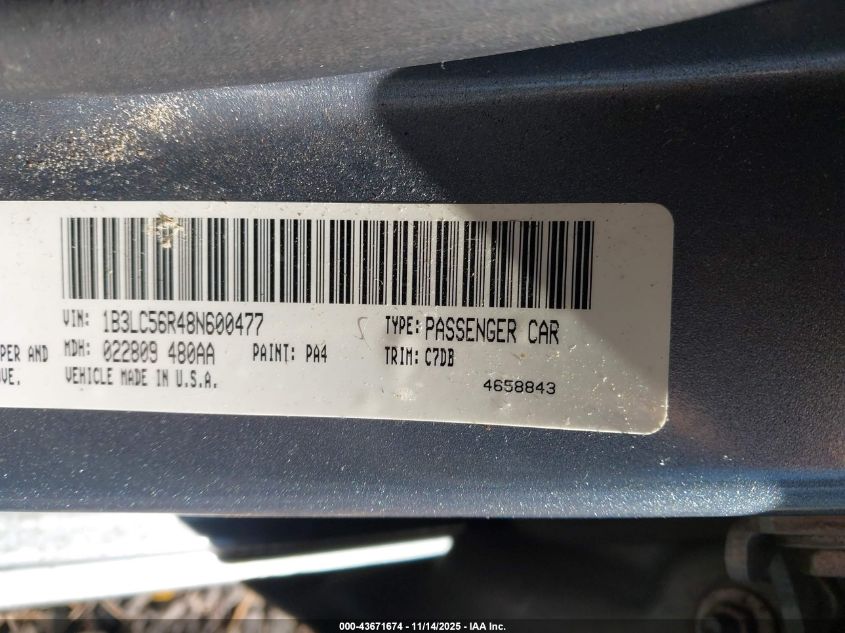 VIN: 1B3LC56R48N600477
TYPE: PASSENGER CAR
PER AND
MDH: 022809 480AA
PAINT: PA4
TRIM: C7DB
VE.
VEHICLE MADE IN U.S.A.
4658843
000-43671674 - 11/14/2025 - IAA Inc.